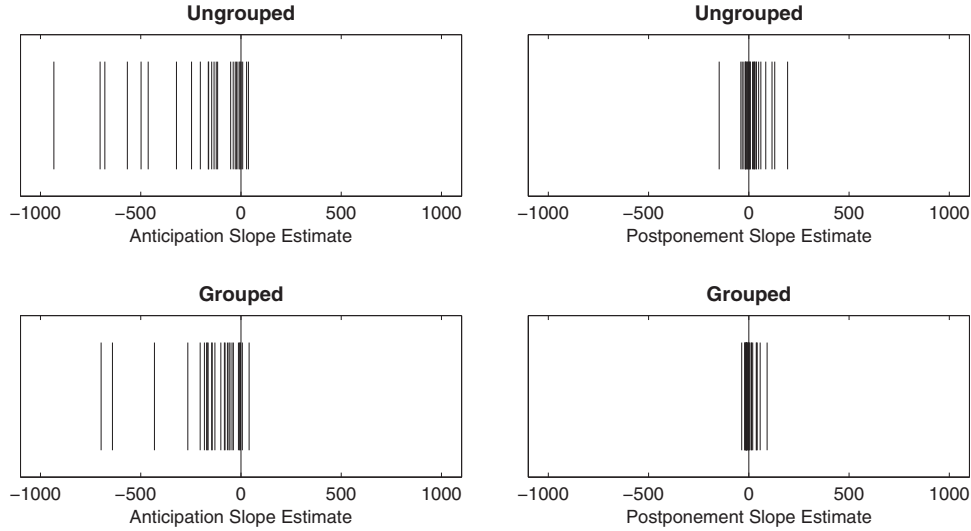 Ungrouped
−1000 −500 0 500 1000
Anticipation Slope Estimate
Ungrouped
−1000 −500 0 500 1000
Postponement Slope Estimate
Grouped
−1000 −500 0 500 1000
Anticipation Slope Estimate
Grouped
−1000 −500 0 500 1000
Postponement Slope Estimate